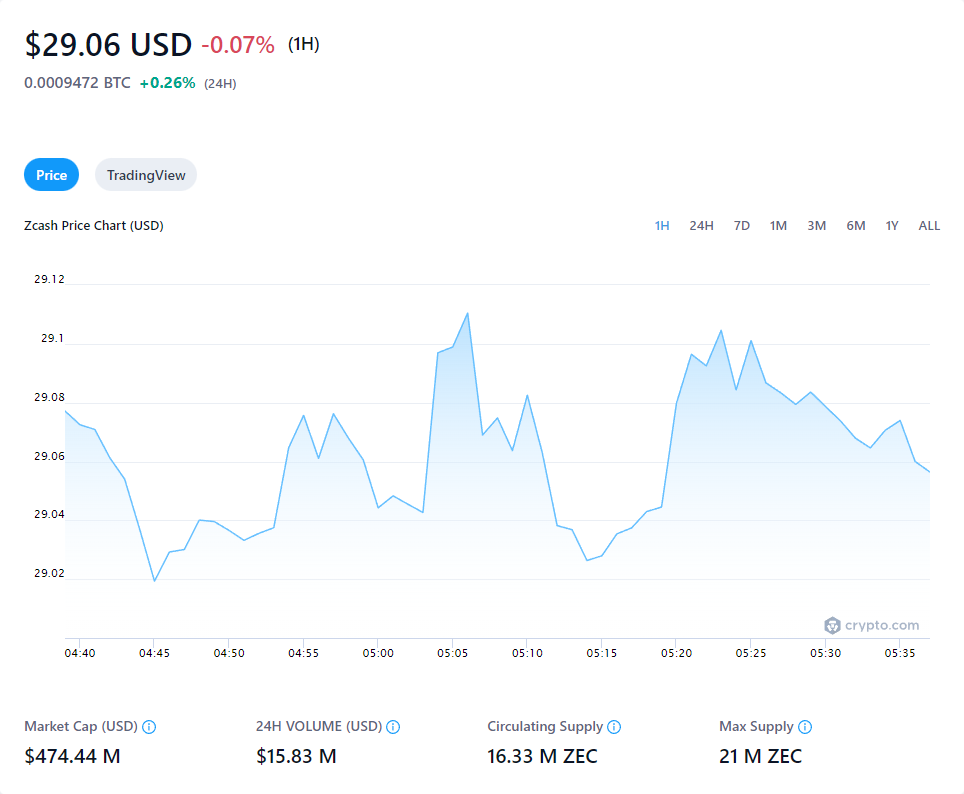 $29.06 USD -0.07% (1H)
0.0009472 BTC +0.26% (24H)
Price TradingView
Zcash Price Chart (USD) 1H 24H 7D 1M 3M 6M 1Y ALL
29.12
29.1
29.08
29.06
29.04
29.02
crypto.com
04:40 04:45 04:50 04:55 05:00 05:05 05:10 05:15 05:20 05:25 05:30 05:35
Market Cap (USD) 24H VOLUME (USD) Circulating Supply Max Supply
$474.44 M $15.83 M 16.33 M ZEC 21 M ZEC